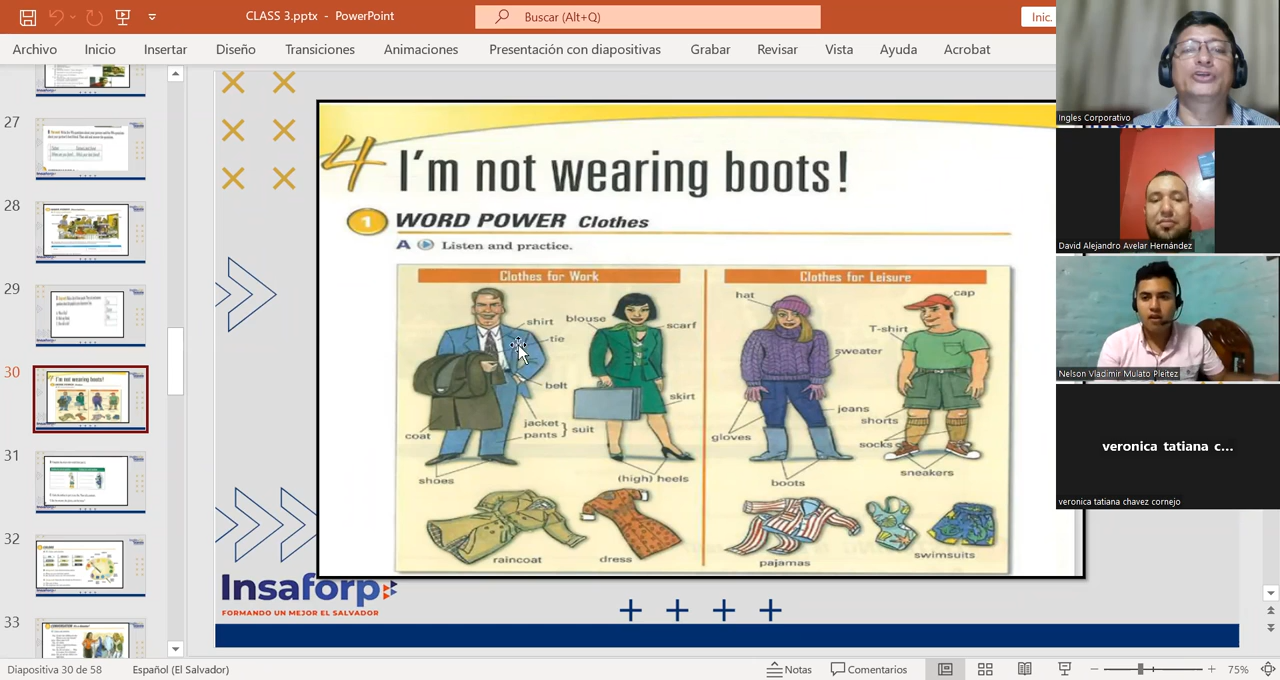 CLASS 3.pptx - PowerPoint
Buscar (Alt+Q)
Inic.
Archivo
Inicio
Insertar
Diseño
Transiciones
Animaciones
Presentación con diapositivas
Grabar
Revisar
Vista
Ayuda
Acrobat
27
28
29
30
31
32
33
4 I'm not wearing boots!
1 WORD POWER Clothes
A Listen and practice.
Clothes for Work
Clothes for Leisure
shirt
blouse
scarf
tie
belt
skirt
jacket
pants
suit
coat
shoes
(high) heels
raincoat
dress
hat
cap
T-shirt
sweater
jeans
shorts
gloves
socks
sneakers
boots
pajamas
swimsuits
Insaforp
FORMANDO UN MEJOR EL SALVADOR
Ingles Corporativo
David Alejandro Avelar Hernández
Nelson Vladimir Mulato Pleitez
veronica tatiana c...
veronica tatiana chavez cornejo
Diapositiva 30 de 58
Español (El Salvador)
Notas
Comentarios
75%